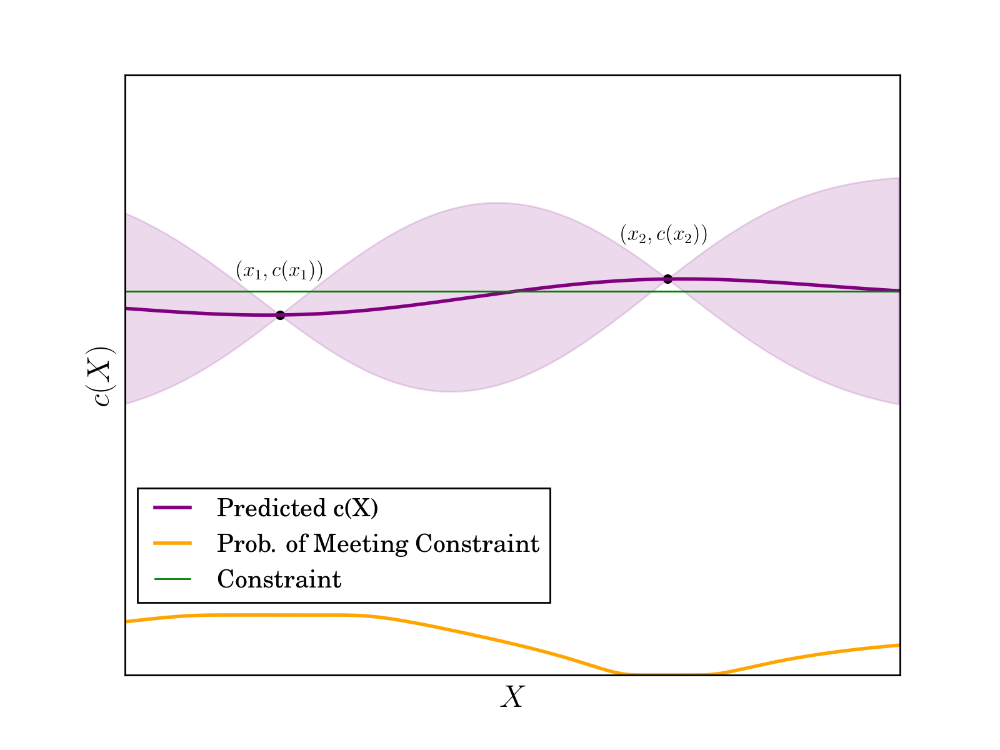 (x₂, c(x₂))
(x₁, c(x₁))
c(X)
Predicted c(X)
Prob. of Meeting Constraint
Constraint
X